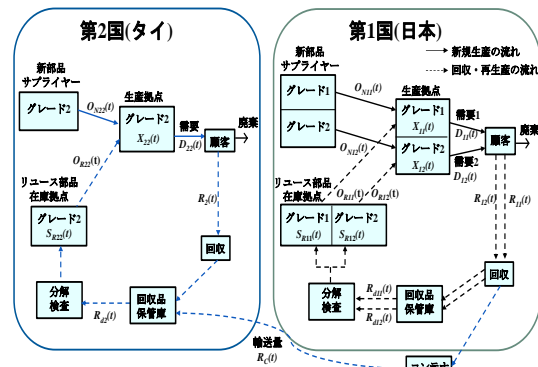 第2国(タイ)
新部品
サプライヤー
グレード2
O_N22(t)
生産拠点
グレード2
X_22(t)
需要
D_22(t)
顧客
廃棄
O_R22(t)
リユース部品
在庫拠点
グレード2
S_R22(t)
R_2(t)
回収
分解
検査
R_d2(t)
回収品
保管庫
第1国(日本)
新規生産の流れ
回収・再生産の流れ
新部品
サプライヤー
グレード1
グレード2
O_N11(t)
O_N12(t)
生産拠点
グレード1
X_11(t)
グレード2
X_12(t)
需要1
D_11(t)
需要2
D_12(t)
顧客
廃棄
リユース部品
在庫拠点
O_R11(t)
O_R12(t)
グレード1
S_R11(t)
グレード2
S_R12(t)
R_12(t)
R_11(t)
回収
分解
検査
R_d11(t)
R_d12(t)
回収品
保管庫
輸送量
R_C(t)